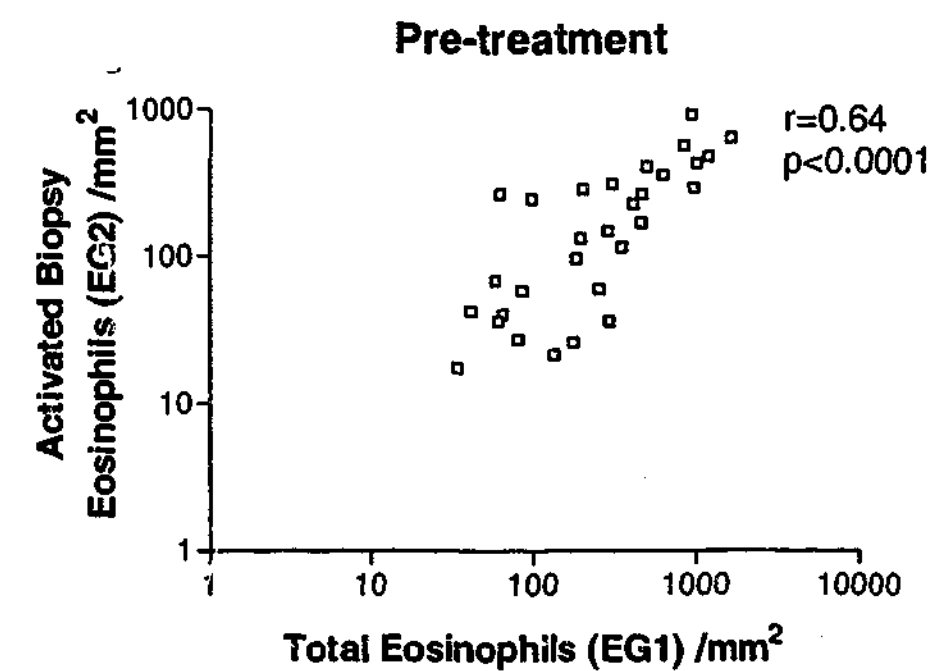 Pre-treatment
1000
100
10
1
Activated Biopsy
Eosinophils (EG2) /mm²
r=0.64
p<0.0001
1
10
100
1000
10000
Total Eosinophils (EG1) /mm²